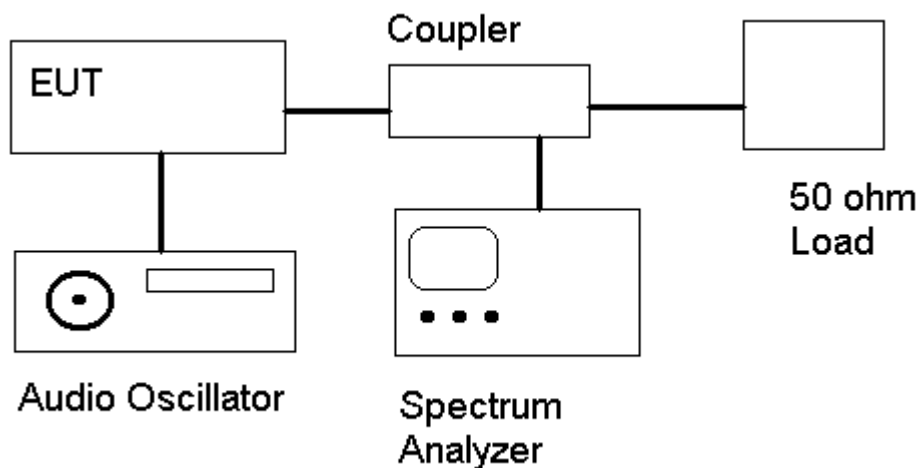 Coupler
EUT
50 ohm
Load
Audio Oscillator
Spectrum
Analyzer